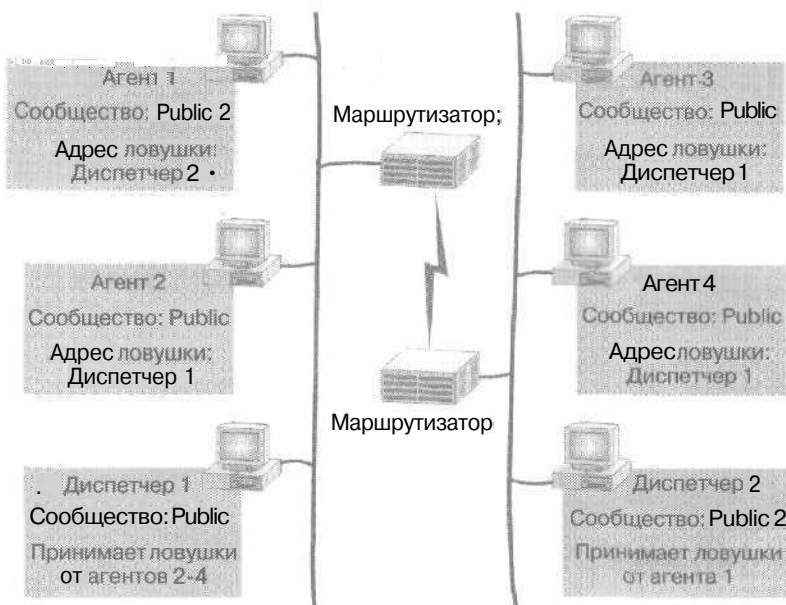 Агент 1
Сообщество: Public 2
Адрес ловушки:
Диспетчер 2
Маршрутизатор;
Агент 3
Сообщество: Public
Адрес ловушки:
Диспетчер 1
Агент 2
Сообщество: Public
Адрес ловушки:
Диспетчер 1
Агент 4
Сообщество: Public
Адрес ловушки:
Диспетчер 1
Маршрутизатор
Диспетчер 1
Сообщество: Public
Принимает ловушки
от агентов 2-4
Диспетчер 2
Сообщество: Public 2
Принимает ловушки
от агента 1